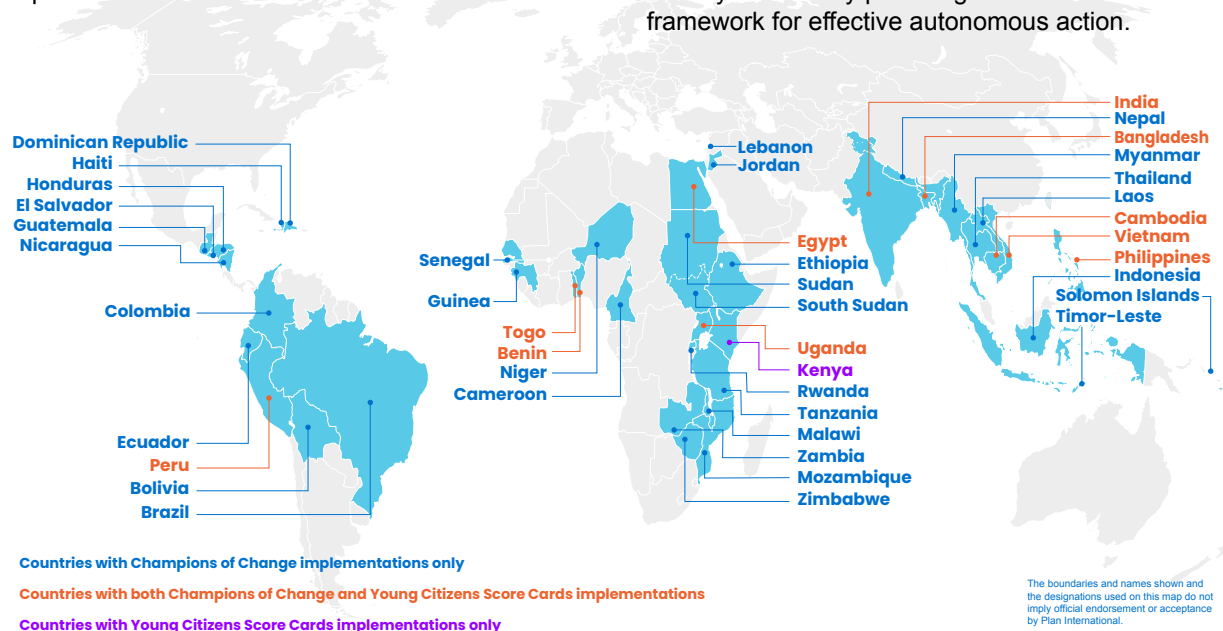 framework for effective autonomous action.
Dominican Republic
Haiti
Honduras
El Salvador
Guatemala
Nicaragua
Colombia
Ecuador
Peru
Bolivia
Brazil
Senegal
Guinea
Togo
Benin
Niger
Cameroon
Lebanon
Jordan
Egypt
Ethiopia
Sudan
South Sudan
Uganda
Kenya
Rwanda
Tanzania
Malawi
Zambia
Mozambique
Zimbabwe
India
Nepal
Bangladesh
Myanmar
Thailand
Laos
Cambodia
Vietnam
Philippines
Indonesia
Solomon Islands
Timor-Leste
Countries with Champions of Change implementations only
Countries with both Champions of Change and Young Citizens Score Cards implementations
Countries with Young Citizens Score Cards implementations only
The boundaries and names shown and
the designations used on this map do not
imply official endorsement or acceptance
by Plan International.